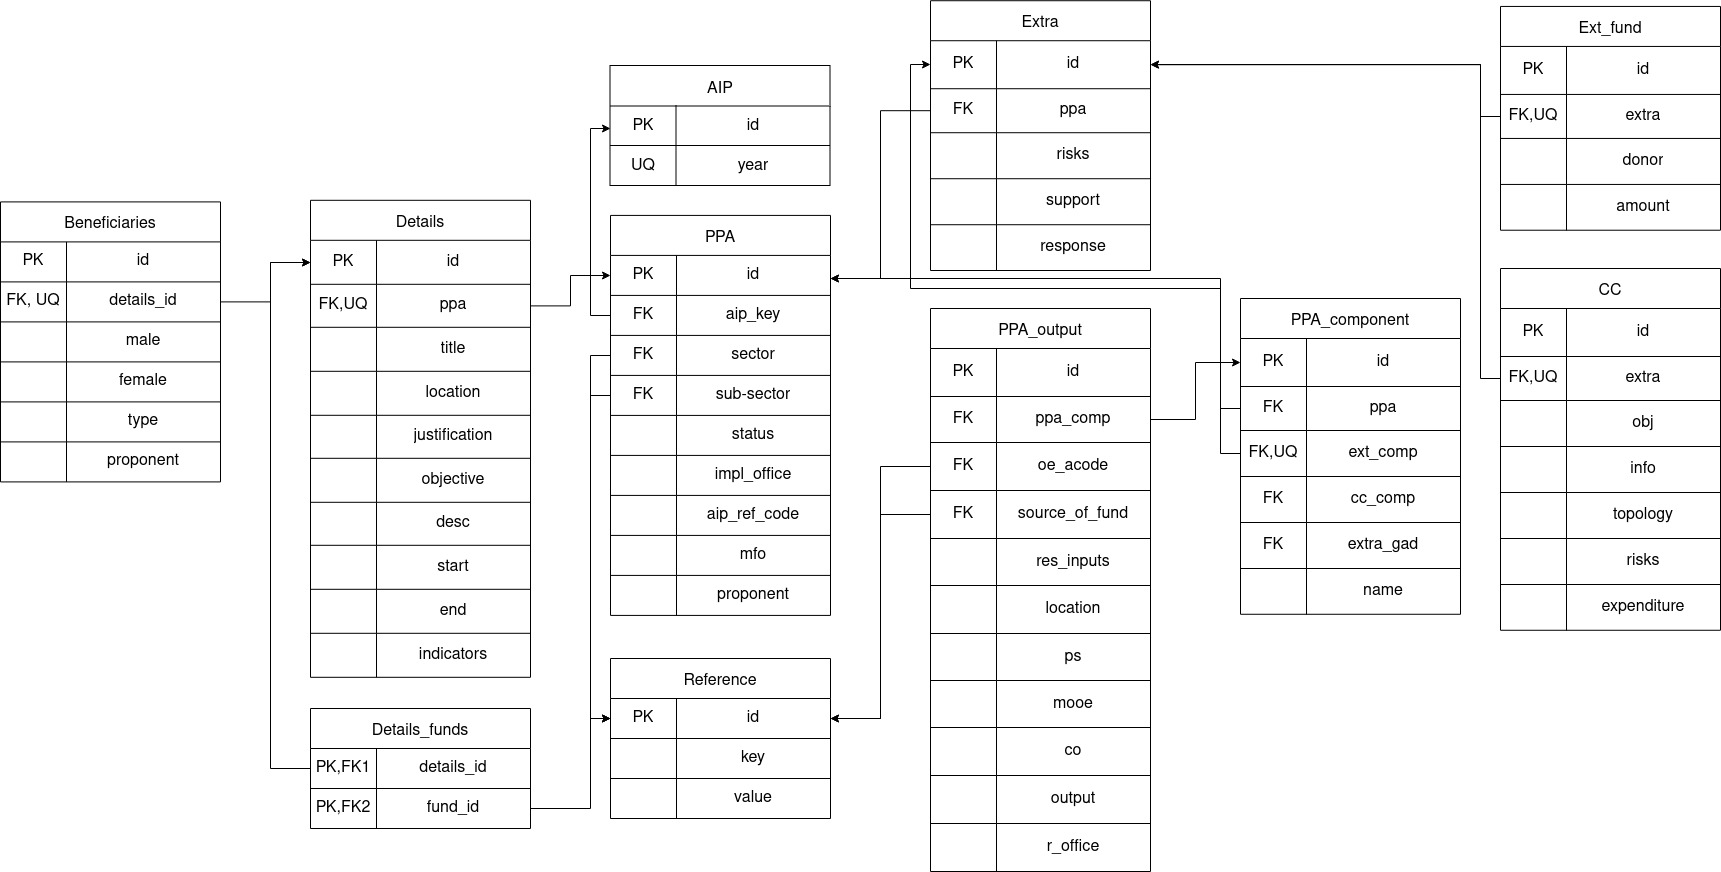 Beneficiaries
PK id
FK, UQ details_id
male
female
type
proponent
Details
PK id
FK,UQ ppa
title
location
justification
objective
desc
start
end
indicators
Details_funds
PK,FK1 details_id
PK,FK2 fund_id
AIP
PK id
UQ year
PPA
PK id
FK aip_key
FK sector
FK sub-sector
status
impl_office
aip_ref_code
mfo
proponent
Reference
PK id
key
value
Extra
PK id
FK ppa
risks
support
response
PPA_output
PK id
FK ppa_comp
FK oe_acode
FK source_of_fund
res_inputs
location
ps
mooe
co
output
r_office
PPA_component
PK id
FK ppa
FK,UQ ext_comp
FK cc_comp
FK extra_gad
name
Ext_fund
PK id
FK,UQ extra
donor
amount
CC
PK id
FK,UQ extra
obj
info
topology
risks
expenditure